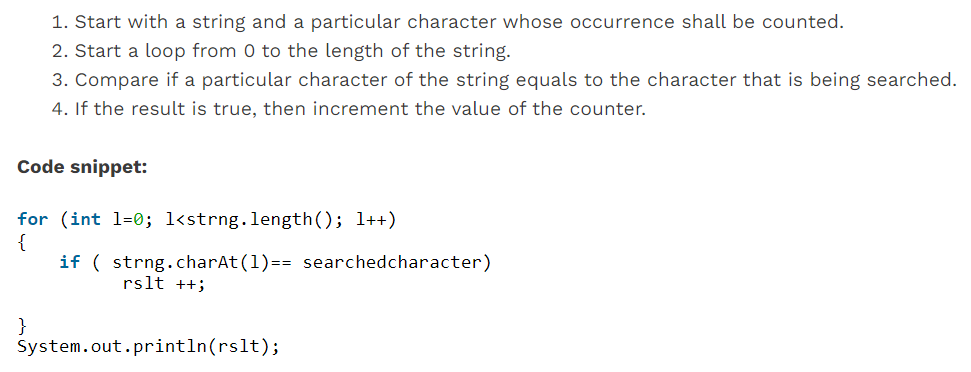 1. Start with a string and a particular character whose occurrence shall be counted.
2. Start a loop from 0 to the length of the string.
3. Compare if a particular character of the string equals to the character that is being searched.
4. If the result is true, then increment the value of the counter.
Code snippet:
for (int l=0; l<strng.length(); l++)
{
if ( strng.charAt(l)== searchedcharacter)
rslt ++;
}
System.out.println(rslt);